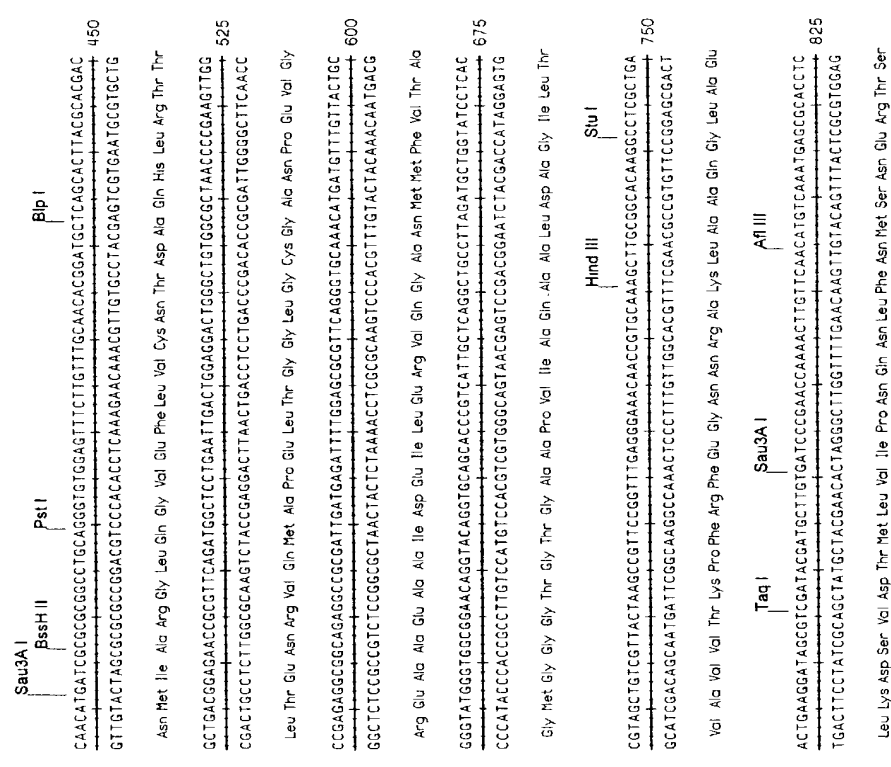 Sau3A I
BssH II Pst I Blp I
CAACATGATCGCGCGCGGCCTGCAGGGTGTGGAGTTTCTTGTTTGCAACACGGATGCTCAGCACTTACGCACGAC
450
GTTGTACTAGCGCGCGCCGGACGTCCCACACCTCAAAGAACAAACGTTGTGCCTACGAGTCGTGAATGCGTGCTG
Asn Met Ile Ala Arg Gly Leu Gln Gly Val Glu Phe Leu Val Cys Asn Thr Asp Ala Gln His Leu Arg Thr Thr
GCTGACGGAGAACCGCGTTCAGATGGCTCCTGAATTGACTGGAGGACTGGGCTGTGGCGCTAACCCCGAAGTTGG
525
CGACTGCCTCTTGGCGCAAGTCTACCGAGGACTTAACTGACCTCCTGACCCGACACCGCGATTGGGGCTTCAACC
Leu Thr Glu Asn Arg Val Gln Met Ala Pro Glu Leu Thr Gly Gly Leu Gly Cys Gly Ala Asn Pro Glu Val Gly
CCGAGAGGCGGCAGAGGCCGCGATTGATGAGATTTTGGAGCGCGTTCAGGGTGCAAACATGATGTTTGTTACTGC
600
GGCTCTCCGCCGTCTCCGGCGCTAACTACTCTAAAACCTCGCGCAAGTCCCACGTTTGTACTACAAACAATGACG
Arg Glu Ala Ala Glu Ala Ala Ile Asp Glu Ile Leu Glu Arg Val Gln Gly Ala Asn Met Met Phe Val Thr Ala
GGGTATGGGTGGCGGAACAGGTACAGGTGCAGCACCCGTCATTGCTCAGGCTGCCTTAGATGCTGGTATCCTCAC
675
CCCATACCCACCGCCTTGTCCATGTCCACGTCGTGGGCAGTAACGAGTCCGACGGAATCTACGACCATAGGAGTG
Gly Met Gly Gly Gly Thr Gly Thr Gly Ala Ala Pro Val Ile Ala Gln Ala Ala Leu Asp Ala Gly Ile Leu Thr
Hind III Stu I
CGTAGCTGTCGTTACTAAGCCGTTCCGGTTTGAGGGAAACAACCGTGCAAAGCTTGCGGCACAAGGCCTCGCTGA
750
GCATCGACAGCAATGATTCGGCAAGGCCAAACTCCCTTTGTTGGCACGTTTCGAACGCCGTGTTCCGGAGCGACT
Val Ala Val Val Thr Lys Pro Phe Arg Phe Glu Gly Asn Asn Arg Ala Lys Leu Ala Ala Gln Gly Leu Ala Glu
Taq I Sau3A I Afl III
ACTGAAGGATAGCGTCGATACGATGCTTGTGATCCCGAACCAAAACTTGTTCAACATGTCAAATGAGCGCACCTC
825
TGACTTCCTATCGCAGCTATGCTACGAACACTAGGGCTTGGTTTTGAACAAGTTGTACAGTTTACTCGCGTGGAG
Leu Lys Asp Ser Val Asp Thr Met Leu Val Ile Pro Asn Gln Asn Leu Phe Asn Met Ser Asn Glu Arg Thr Ser